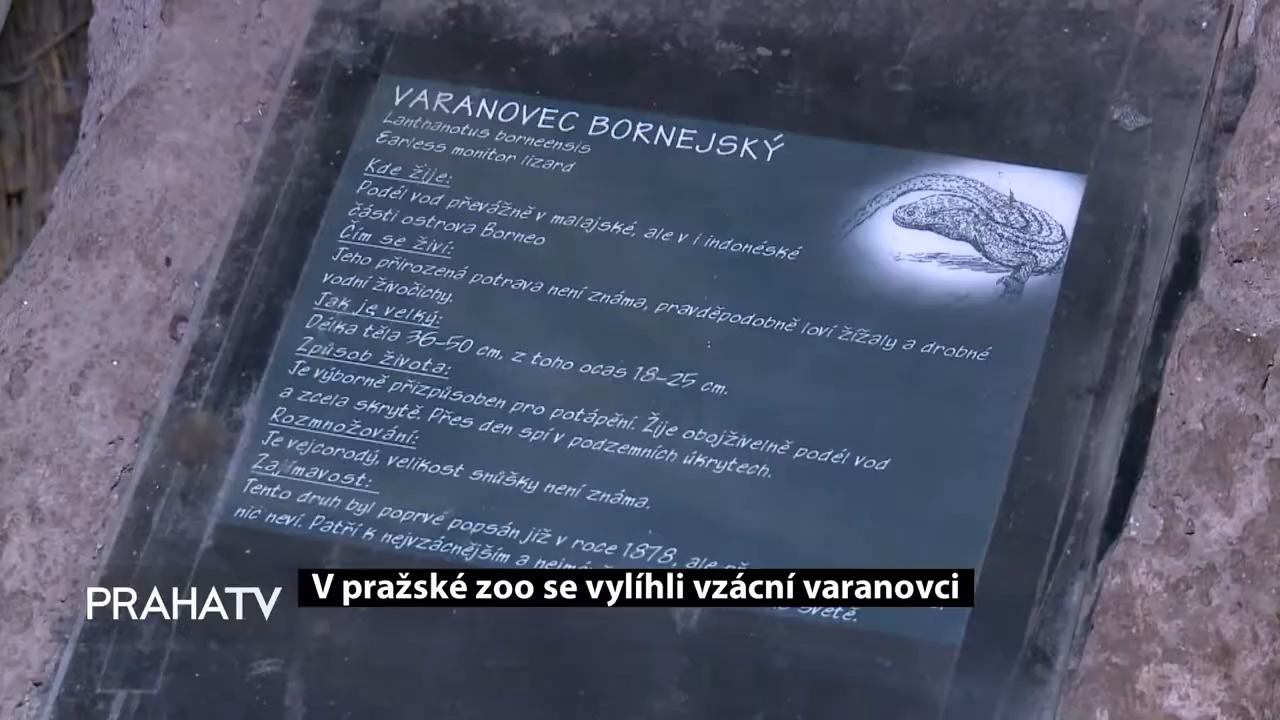 VARANOVEC BORNEJSKÝ
Lanthanotus borneensis
Earless monitor lizard
Kde žije:
Podél vod převážně v malajské, ale v i indonéské
části ostrova Borneo
Čím se živí:
Jeho přirozená potrava není známa, pravděpodobně loví žížaly a drobné
vodní živočichy.
Jak je velký:
Délka těla 36-50 cm, z toho ocas 18-25 cm.
Způsob života:
Je výborně přizpůsoben pro potápění. Žije obojživelně podél vod
a zcela skrytě. Přes den spí v podzemních úkrytech.
Rozmnožování:
Je vejcorodý, velikost snůšky není známa.
Zajímavost:
Tento druh byl poprvé popsán již v roce 1878, ale
nic neví. Patří k nejvzácnějším a
světě.
PRAHATV
V pražské zoo se vylíhli vzácní varanovci